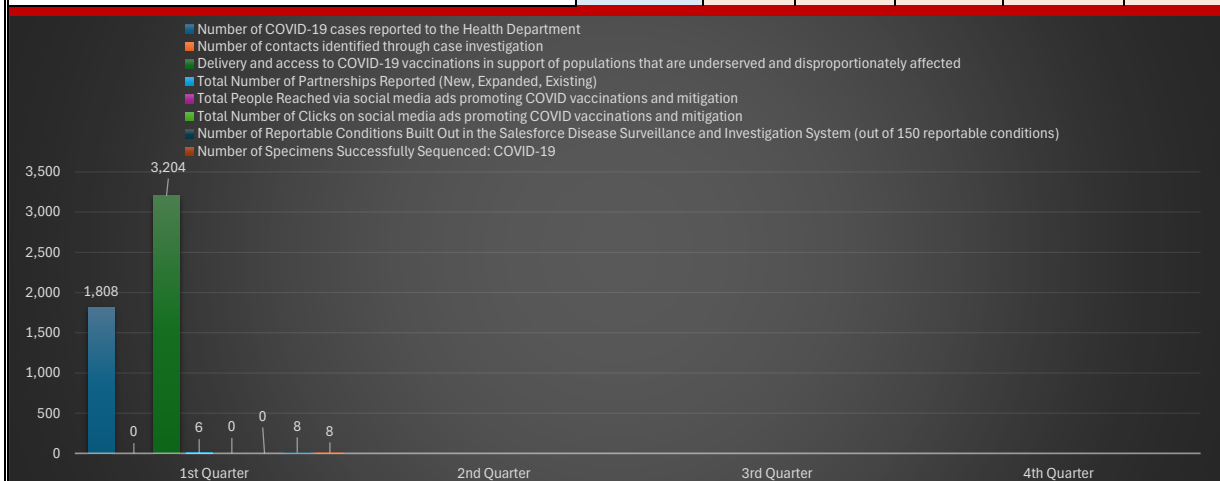 Number of COVID-19 cases reported to the Health Department
Number of contacts identified through case investigation
Delivery and access to COVID-19 vaccinations in support of populations that are underserved and disproportionately affected
Total Number of Partnerships Reported (New, Expanded, Existing)
Total People Reached via social media ads promoting COVID vaccinations and mitigation
Total Number of Clicks on social media ads promoting COVID vaccinations and mitigation
Number of Reportable Conditions Built Out in the Salesforce Disease Surveillance and Investigation System (out of 150 reportable conditions)
Number of Specimens Successfully Sequenced: COVID-19
3,500
3,000
2,500
2,000
1,500
1,000
500
0
1,808
0
3,204
6
0
0
8
8
1st Quarter
2nd Quarter
3rd Quarter
4th Quarter